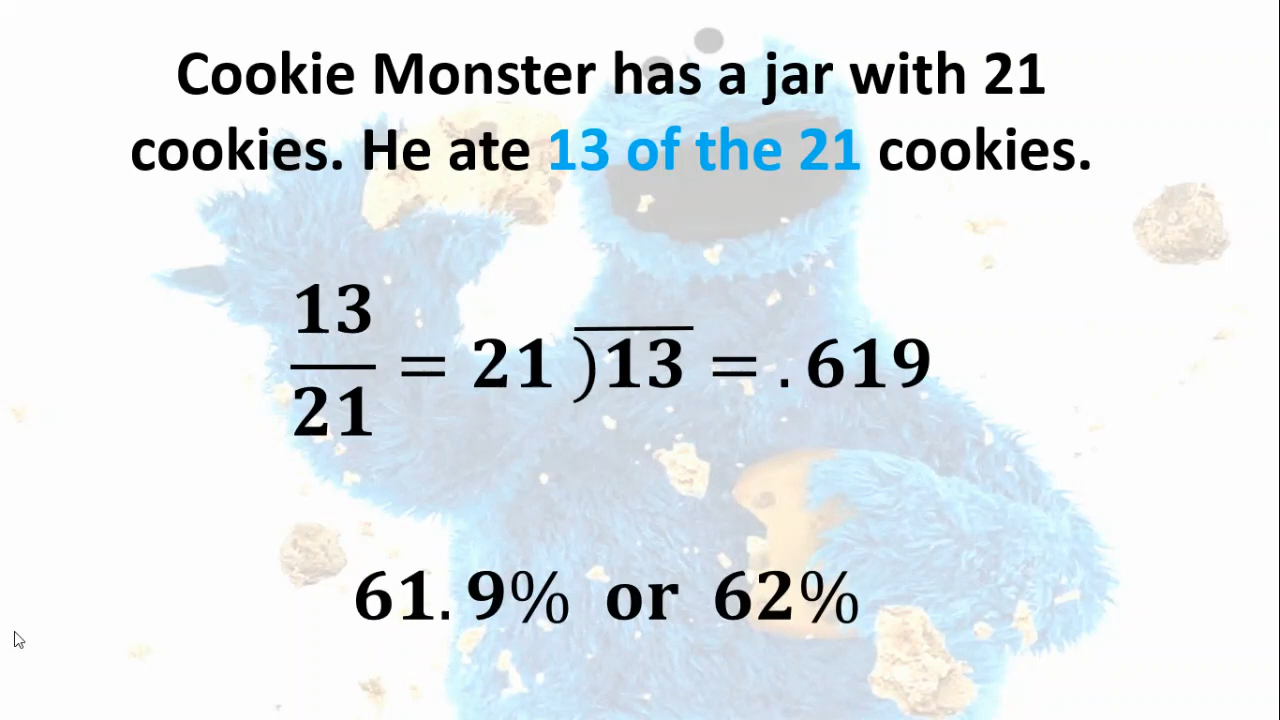 Cookie Monster has a jar with 21
cookies. He ate 13 of the 21 cookies.
13/21 = 21 )13 = .619
61.9% or 62%